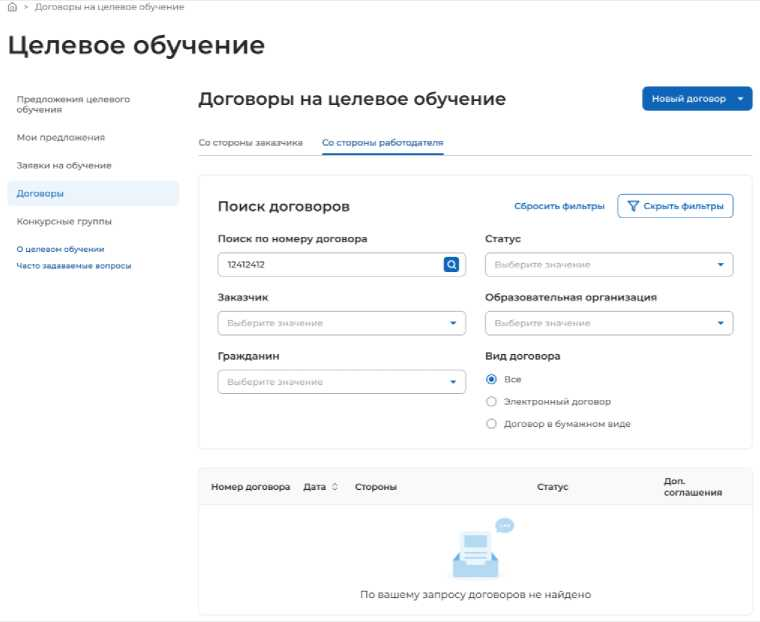 > Договоры на целевое обучение
Целевое обучение
Предложения целевого
обучения
Мои предложения
Заявки на обучение
Договоры
Конкурсные группы
О целевом обучении
Часто задаваемые вопросы
Договоры на целевое обучение
Новый договор
Со стороны заказчика
Со стороны работодателя
Поиск договоров
Сбросить фильтры
Скрыть фильтры
Поиск по номеру договора
12412412
Статус
Выберите значение
Заказчик
Выберите значение
Образовательная организация
Выберите значение
Гражданин
Выберите значение
Вид договора
Все
Электронный договор
Договор в бумажном виде
Номер договора
Дата
Стороны
Статус
Доп.
соглашения
По вашему запросу договоров не найдено